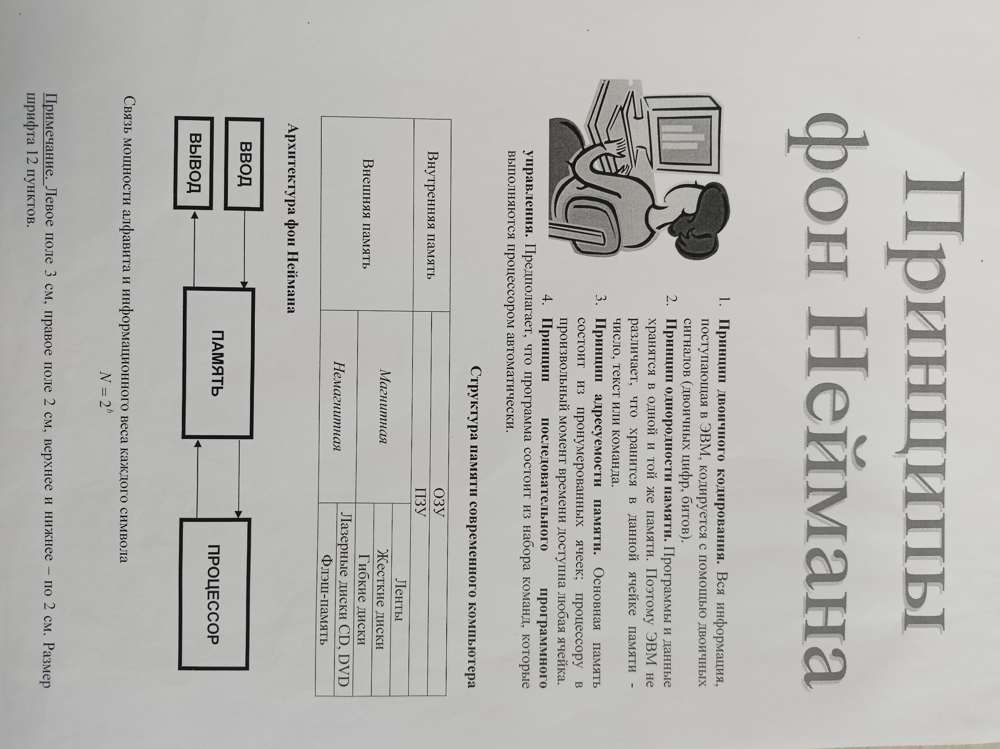 Принципы
фон Неймана
1. Принцип двоичного кодирования. Вся информация,
поступающая в ЭВМ, кодируется с помощью двоичных
сигналов (двоичных цифр, битов).
2. Принцип однородности памяти. Программы и данные
хранятся в одной и той же памяти. Поэтому ЭВМ не
различает, что хранится в данной ячейке памяти -
число, текст или команда.
3. Принцип адресуемости памяти. Основная память
состоит из пронумерованных ячеек; процессору в
произвольный момент времени доступна любая ячейка.
4. Принцип последовательного программного
управления. Предполагает, что программа состоит из набора команд, которые
выполняются процессором автоматически.
Структура памяти современного компьютера
Внутренняя память
ОЗУ
ПЗУ
Внешняя память
Магнитная
Ленты
Жесткие диски
Гибкие диски
Немагнитная
Лазерные диски CD, DVD
Флэш-память
Архитектура фон Неймана
ВВОД
ВЫВОД
ПАМЯТЬ
ПРОЦЕССОР
Связь мощности алфавита и информационного веса каждого символа
N = 2^b
Примечание. Левое поле 3 см, правое поле 2 см, верхнее и нижнее – по 2 см. Размер
шрифта 12 пунктов.